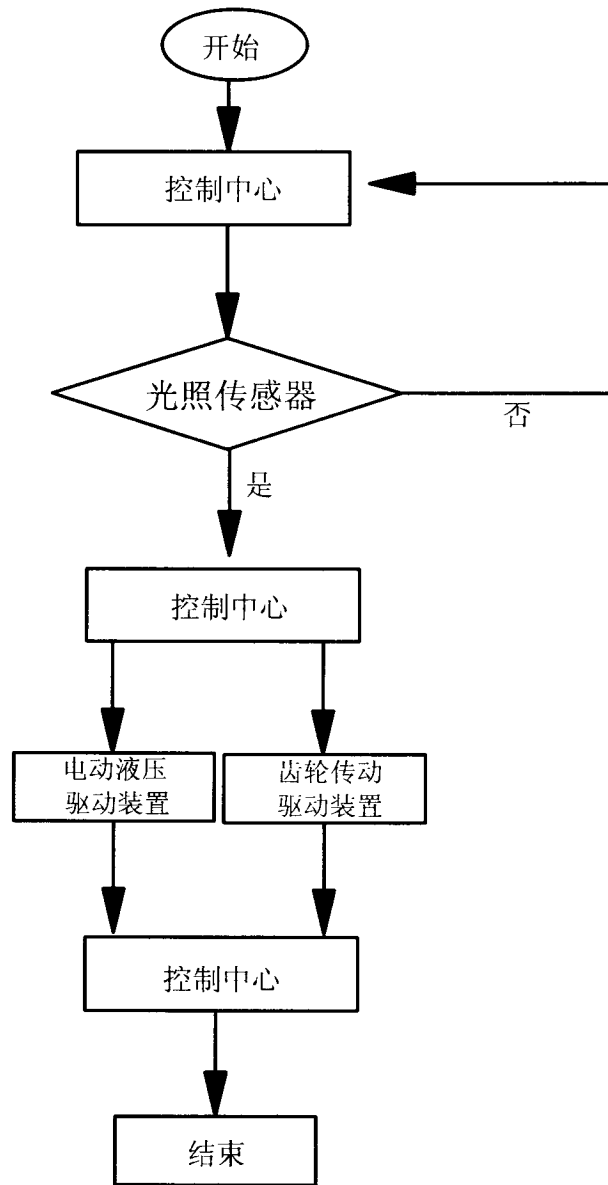 开始
控制中心
光照传感器
否
是
控制中心
电动液压
驱动装置
齿轮传动
驱动装置
控制中心
结束